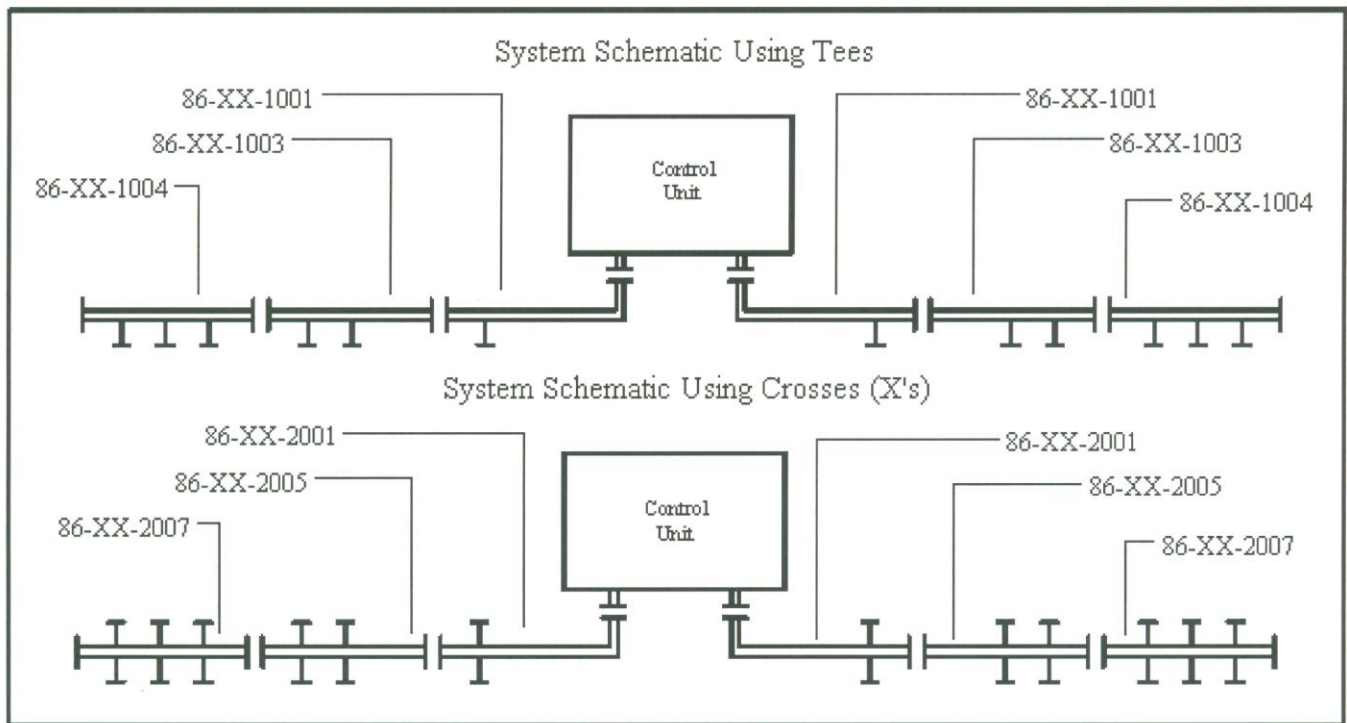 System Schematic Using Tees
86-XX-1001
86-XX-1001
86-XX-1003
86-XX-1003
86-XX-1004
86-XX-1004
Control
Unit
System Schematic Using Crosses (X's)
86-XX-2001
86-XX-2001
86-XX-2005
86-XX-2005
86-XX-2007
86-XX-2007
Control
Unit